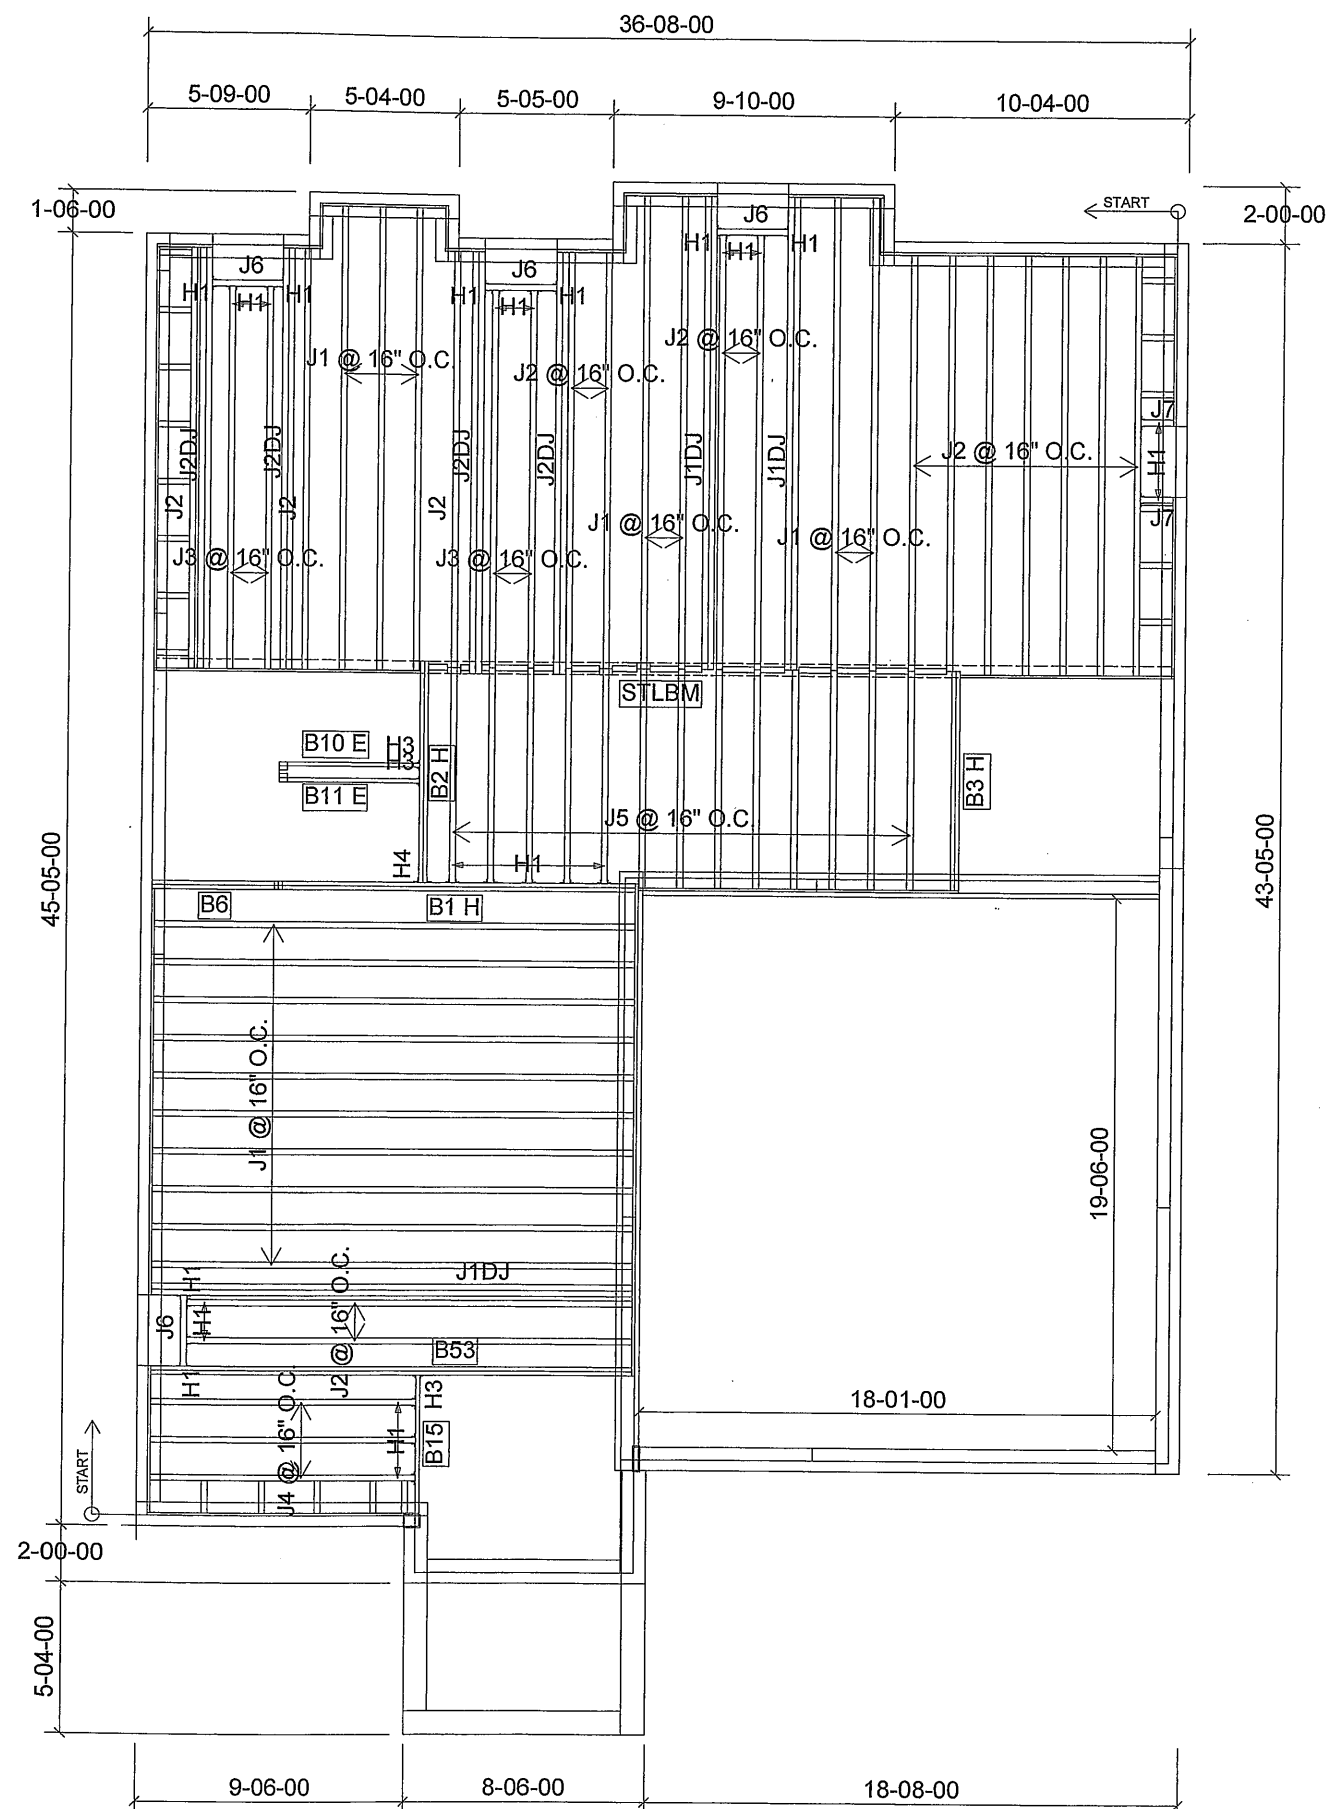 36-08-00
5-09-00
5-04-00
5-05-00
9-10-00
10-04-00
1-06-00
START
2-00-00
J6
H1
H1
H1
J6
H1
H1
H1
J6
H1
H1
H1
J1 @ 16" O.C.
J2 @ 16" O.C.
J2 @ 16" O.C.
J2 @ 16" O.C.
J2
J2DJ
J2DJ
J2
J2
J2DJ
J2DJ
J1DJ
J1DJ
J7
H1
J7
J3 @ 16" O.C.
J3 @ 16" O.C.
J1 @ 16" O.C.
J1 @ 16" O.C.
STLBM
B10 E
H3
H3
B11 E
B2 H
B3 H
J5 @ 16" O.C.
H4
H1
45-05-00
43-05-00
B6
B1 H
J1 @ 16" O.C.
19-06-00
J1DJ
H1
J6
H1
J2 @ 16" O.C.
B53
H1
H3
18-01-00
J4 @ 16" O.C.
H1
B15
START
2-00-00
5-04-00
9-06-00
8-06-00
18-08-00